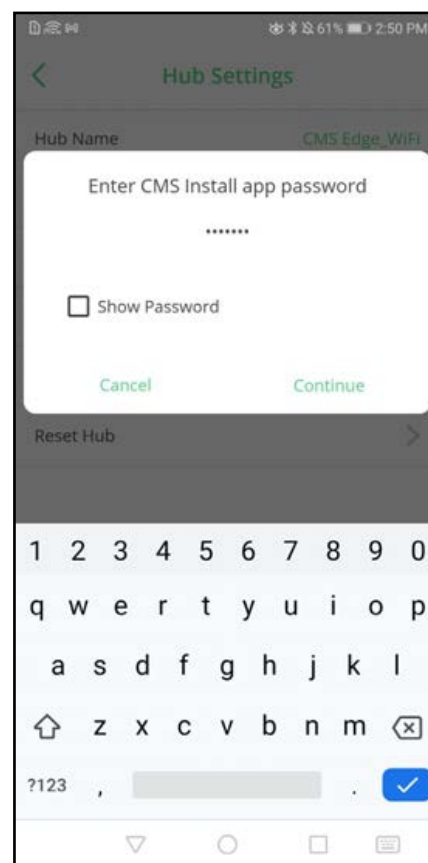 61% 2:50 PM
Hub Settings
Hub Name CMS Edge_WiFi
Enter CMS Install app password
•••••••
Show Password
Cancel Continue
Reset Hub
1 2 3 4 5 6 7 8 9 0
q w e r t y u i o p
a s d f g h j k l
z x c v b n m
?123 , .